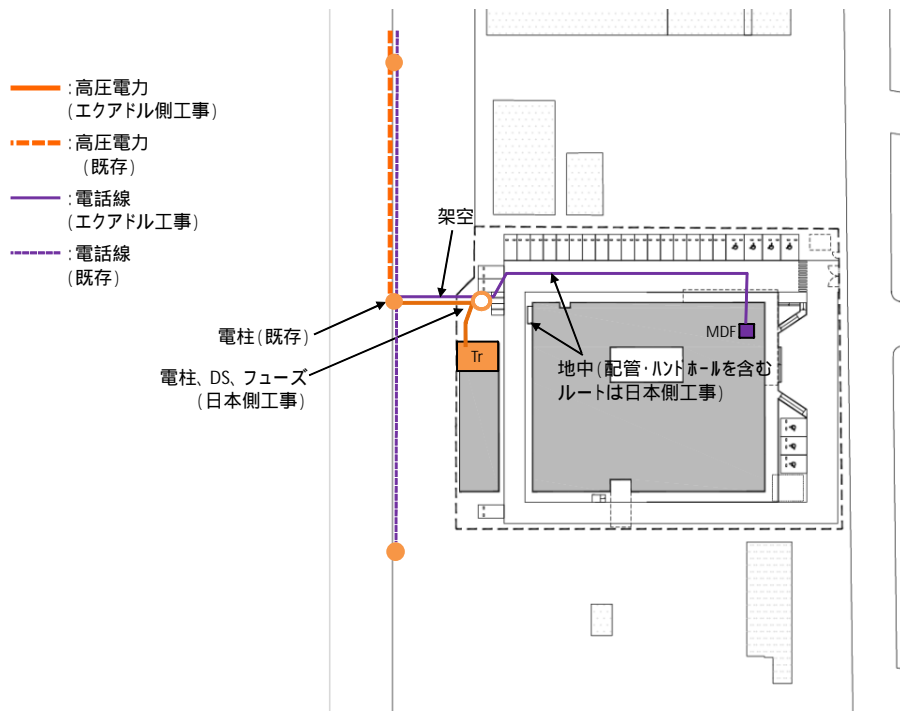 :高圧電力
(エクアドル側工事)
:高圧電力
(既存)
:電話線
(エクアドル工事)
:電話線
(既存)
架空
電柱(既存)
電柱、DS、フューズ
(日本側工事)
Tr
MDF
地中(配管・ハンドホールを含む
ルートは日本側工事)